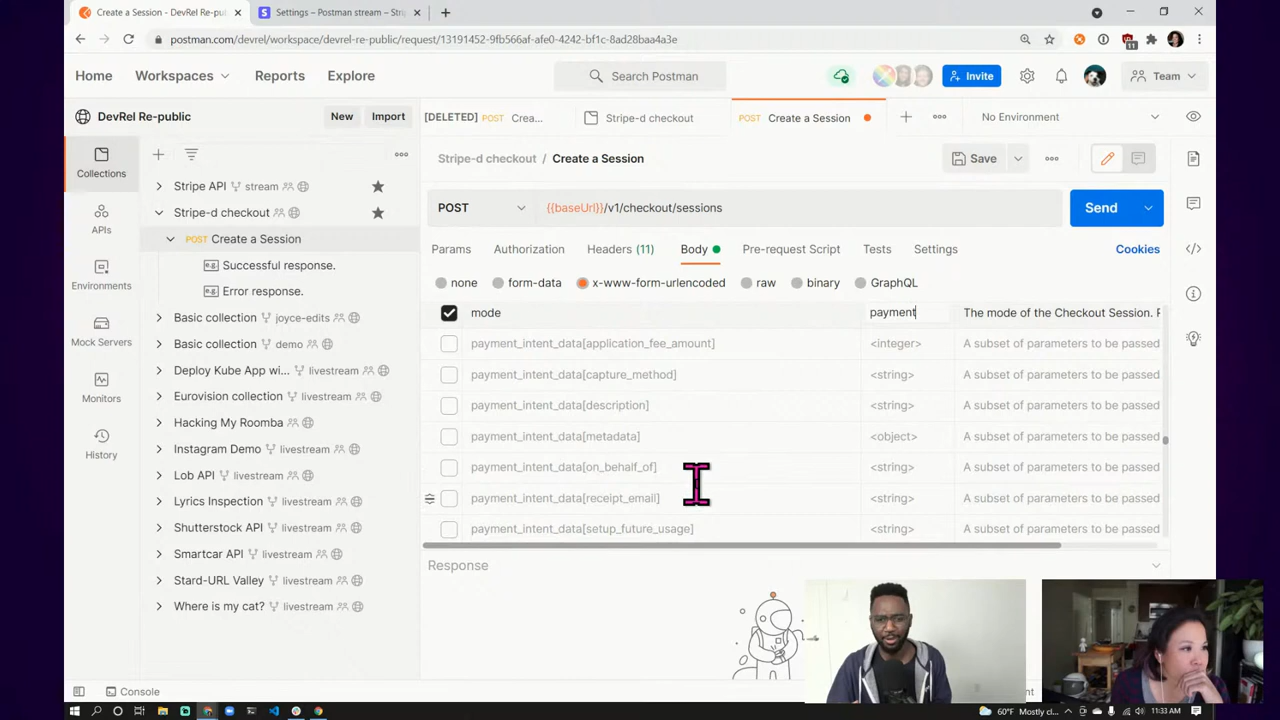 Create a Session - DevRel Re-pu
Settings – Postman stream – Stri
postman.com/devrel/workspace/devrel-re-public/request/13191452-9fb566af-afe0-4242-bf1c-8ad28baa4a3e
11
Home Workspaces Reports Explore
Search Postman
Invite
Team
DevRel Re-public New Import
[DELETED] POST Crea... Stripe-d checkout POST Create a Session
No Environment
Collections
APIs
Environments
Mock Servers
Monitors
History
Stripe API stream
Stripe-d checkout
POST Create a Session
e.g. Successful response.
e.g. Error response.
Basic collection joyce-edits
Basic collection demo
Deploy Kube App wi... livestream
Eurovision collection livestream
Hacking My Roomba
Instagram Demo livestream
Lob API livestream
Lyrics Inspection livestream
Shutterstock API livestream
Smartcar API livestream
Stard-URL Valley livestream
Where is my cat? livestream
Stripe-d checkout / Create a Session
Save
POST {{baseUrl}}/v1/checkout/sessions Send
Params Authorization Headers (11) Body Pre-request Script Tests Settings Cookies
none form-data x-www-form-urlencoded raw binary GraphQL
mode payment The mode of the Checkout Session. P
payment_intent_data[application_fee_amount] <integer> A subset of parameters to be passed
payment_intent_data[capture_method] <string> A subset of parameters to be passed
payment_intent_data[description] <string> A subset of parameters to be passed
payment_intent_data[metadata] <object> A subset of parameters to be passed
payment_intent_data[on_behalf_of] <string> A subset of parameters to be passed
payment_intent_data[receipt_email] <string> A subset of parameters to be passed
payment_intent_data[setup_future_usage] <string> A subset of parameters to be passed
Response
Console
60°F Mostly cl... 11:33 AM